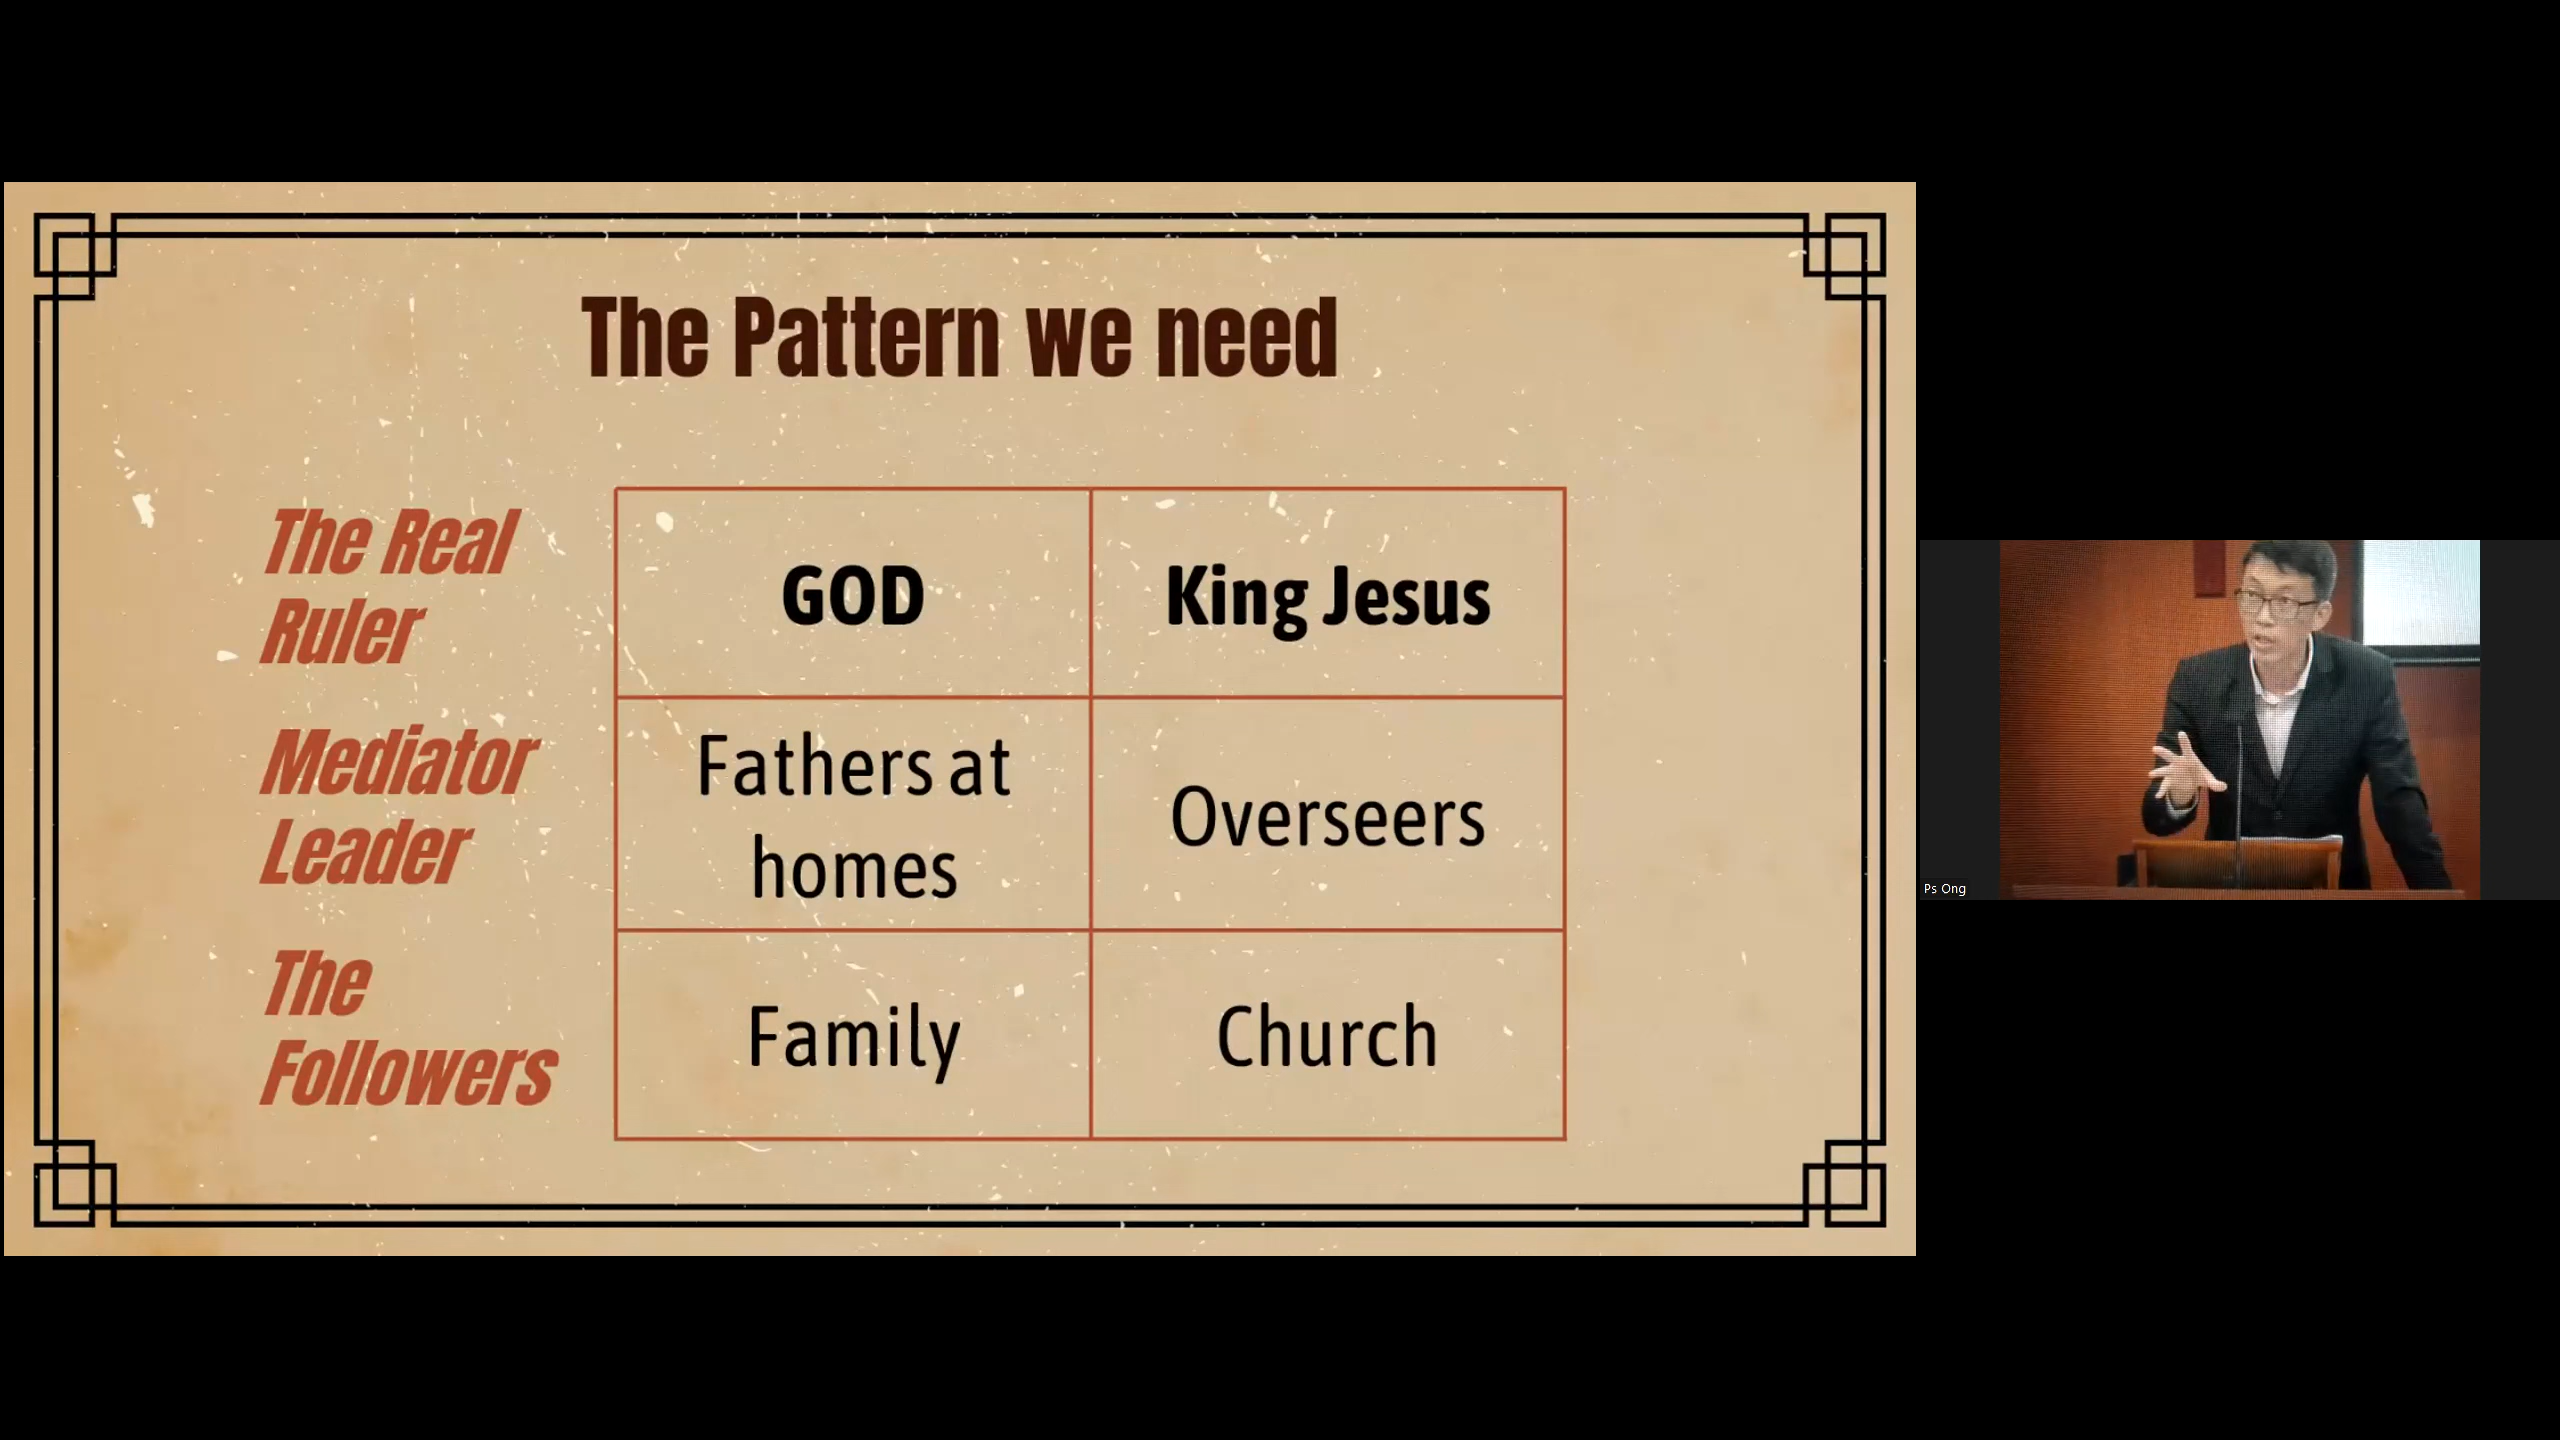 The Pattern we need
The Real
Ruler
GOD
King Jesus
Mediator
Leader
Fathers at
homes
Overseers
The
Followers
Family
Church
Ps Ong